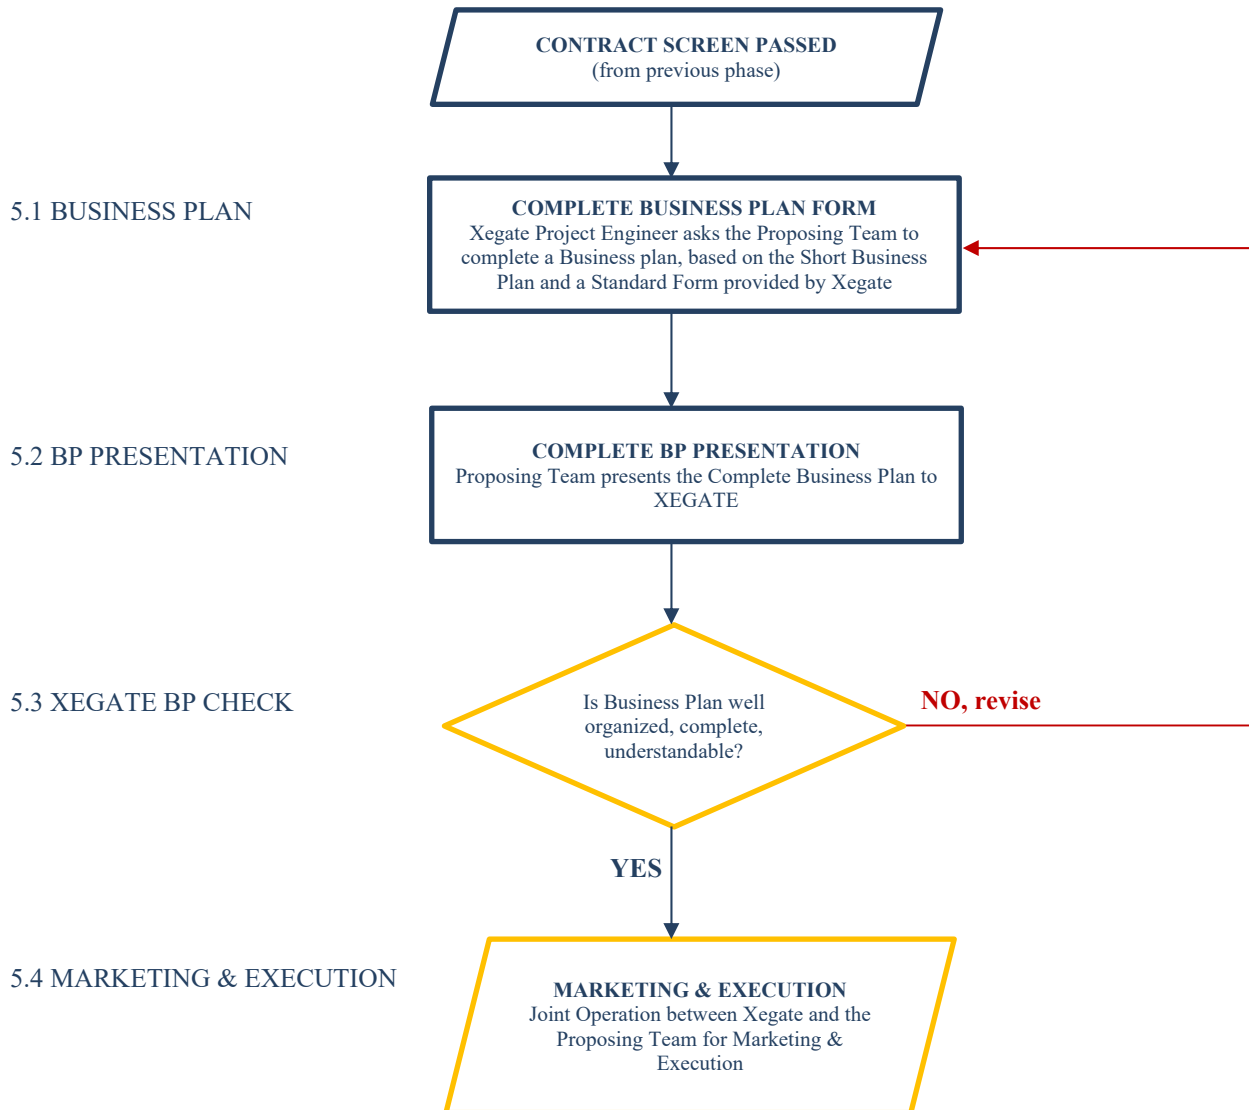 CONTRACT SCREEN PASSED
(from previous phase)
5.1 BUSINESS PLAN
COMPLETE BUSINESS PLAN FORM
Xegate Project Engineer asks the Proposing Team to
complete a Business plan, based on the Short Business
Plan and a Standard Form provided by Xegate
5.2 BP PRESENTATION
COMPLETE BP PRESENTATION
Proposing Team presents the Complete Business Plan to
XEGATE
5.3 XEGATE BP CHECK
Is Business Plan well
organized, complete,
understandable?
NO, revise
YES
5.4 MARKETING & EXECUTION
MARKETING & EXECUTION
Joint Operation between Xegate and the
Proposing Team for Marketing &
Execution